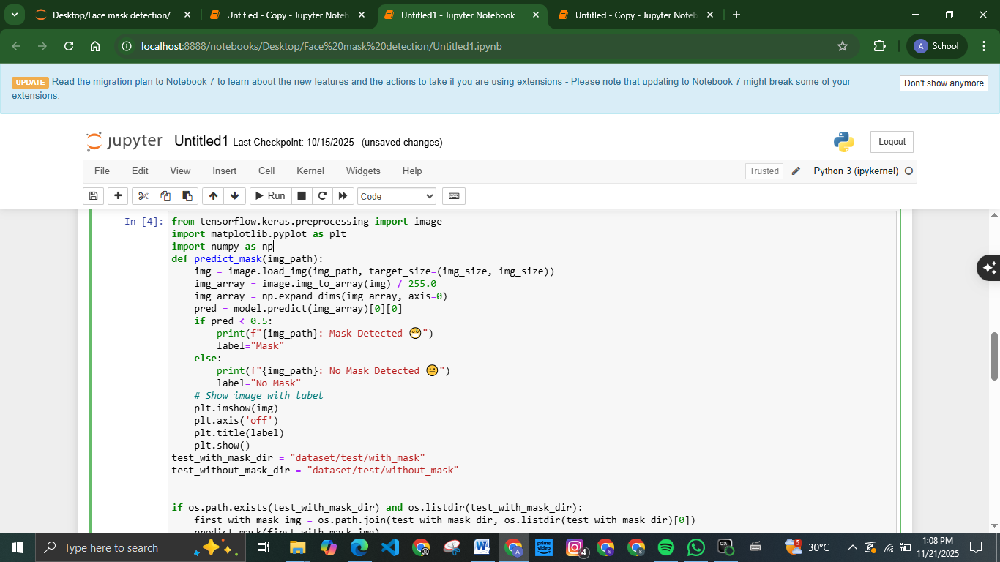 Desktop/Face mask detection/
Untitled - Copy - Jupyter Noteb
Untitled1 - Jupyter Notebook
Untitled - Copy - Jupyter Noteb
localhost:8888/notebooks/Desktop/Face%20mask%20detection/Untitled1.ipynb
A School
UPDATE Read the migration plan to Notebook 7 to learn about the new features and the actions to take if you are using extensions - Please note that updating to Notebook 7 might break some of your
extensions.
Don't show anymore
jupyter Untitled1 Last Checkpoint: 10/15/2025 (unsaved changes)
Logout
File Edit View Insert Cell Kernel Widgets Help
Trusted
Python 3 (ipykernel)
Run
Code
In [4]:
from tensorflow.keras.preprocessing import image
import matplotlib.pyplot as plt
import numpy as np
def predict_mask(img_path):
    img = image.load_img(img_path, target_size=(img_size, img_size))
    img_array = image.img_to_array(img) / 255.0
    img_array = np.expand_dims(img_array, axis=0)
    pred = model.predict(img_array)[0][0]
    if pred < 0.5:
        print(f"{img_path}: Mask Detected 😷")
        label="Mask"
    else:
        print(f"{img_path}: No Mask Detected 😐")
        label="No Mask"
    # Show image with label
    plt.imshow(img)
    plt.axis('off')
    plt.title(label)
    plt.show()
test_with_mask_dir = "dataset/test/with_mask"
test_without_mask_dir = "dataset/test/without_mask"
if os.path.exists(test_with_mask_dir) and os.listdir(test_with_mask_dir):
    first_with_mask_img = os.path.join(test_with_mask_dir, os.listdir(test_with_mask_dir)[0])
    predict_mask(first_with_mask_img)
Type here to search
prime video
4
5
30°C
1:08 PM
11/21/2025